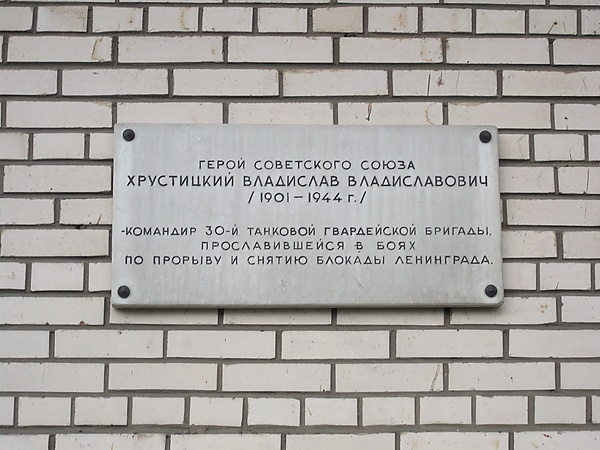 ГЕРОЙ СОВЕТСКОГО СОЮЗА
ХРУСТИЦКИЙ ВЛАДИСЛАВ ВЛАДИСЛАВОВИЧ
/1901-1944 г./
-КОМАНДИР 30-Й ТАНКОВОЙ ГВАРДЕЙСКОЙ БРИГАДЫ,
ПРОСЛАВИВШЕЙСЯ В БОЯХ
ПО ПРОРЫВУ И СНЯТИЮ БЛОКАДЫ ЛЕНИНГРАДА.